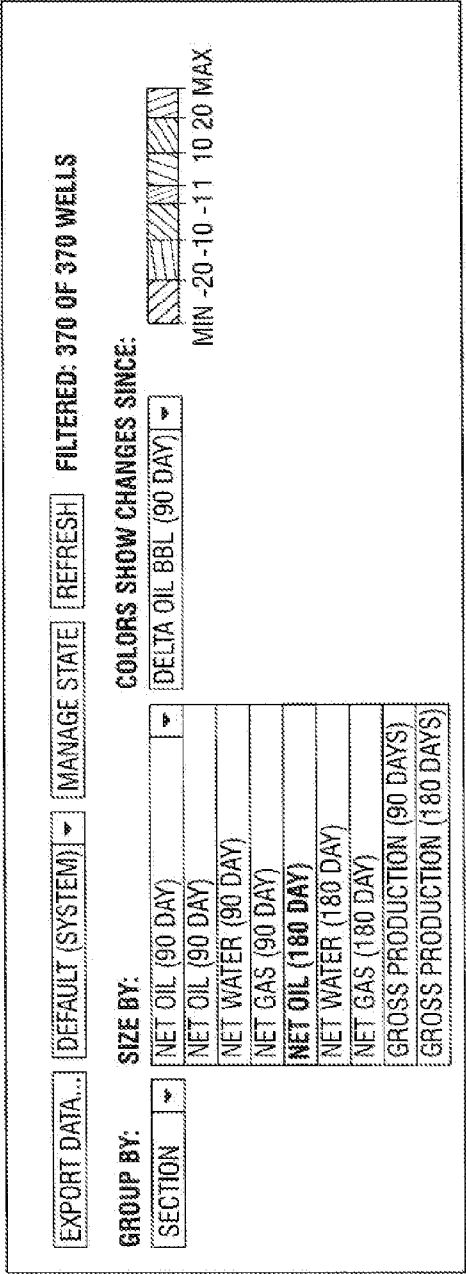 EXPORT DATA... DEFAULT (SYSTEM) MANAGE STATE REFRESH FILTERED: 370 OF 370 WELLS
GROUP BY: SIZE BY: COLORS SHOW CHANGES SINCE:
SECTION NET OIL (90 DAY) DELTA OIL BBL (90 DAY)
NET OIL (90 DAY) MIN -20 -10 -11 10 20 MAX
NET WATER (90 DAY)
NET GAS (90 DAY)
NET OIL (180 DAY)
NET WATER (180 DAY)
NET GAS (180 DAY)
GROSS PRODUCTION (90 DAYS)
GROSS PRODUCTION (180 DAYS)